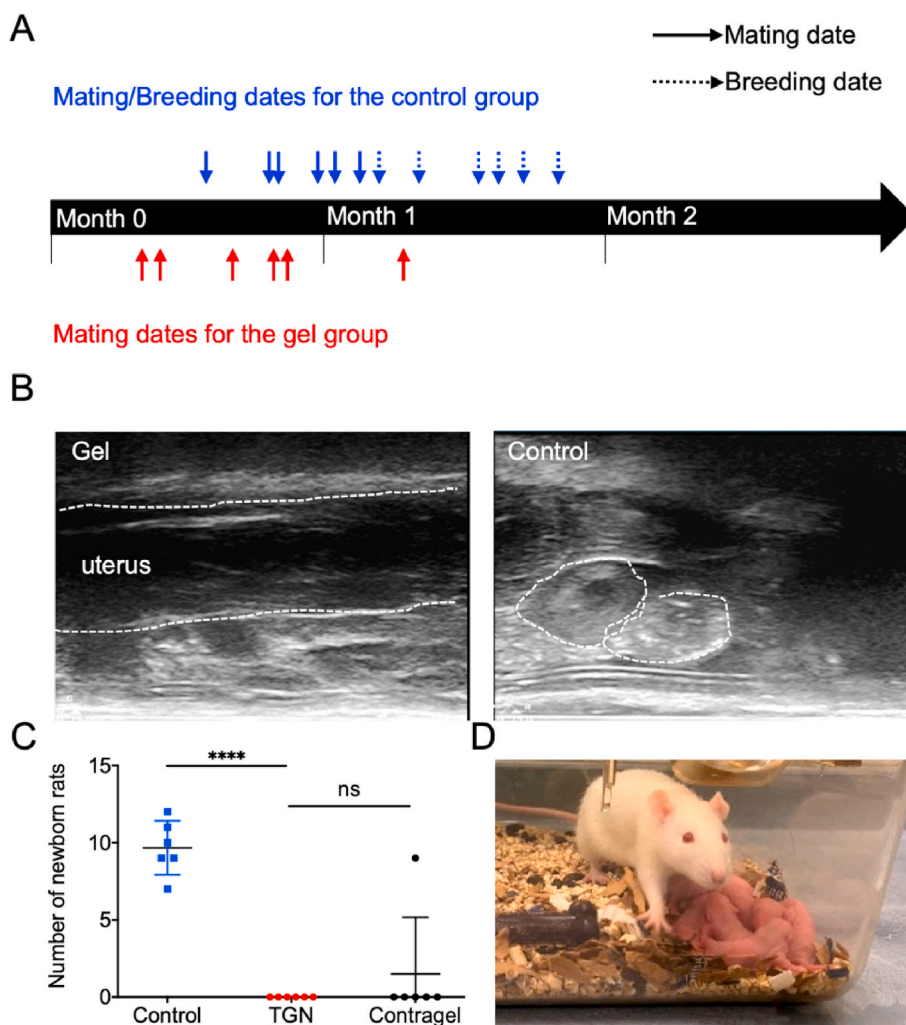 A
Mating date
Breeding date
Mating/Breeding dates for the control group
Month 0
Month 1
Month 2
Mating dates for the gel group
B
Gel
uterus
Control
C
D
Number of newborn rats
15
10
5
0
****
ns
Control
TGN
Contragel